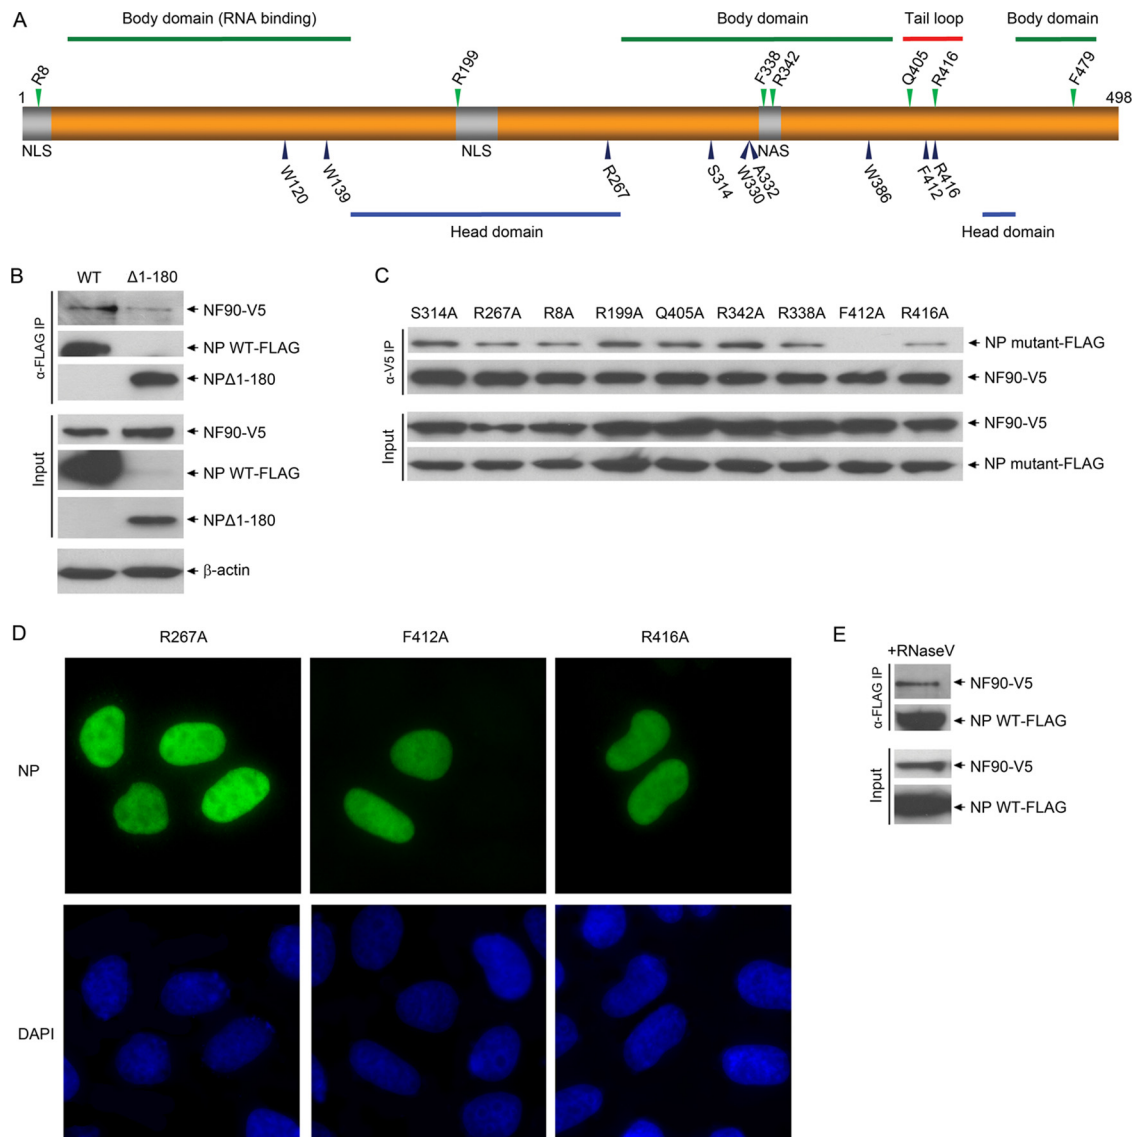 A
Body domain (RNA binding)
Body domain
Tail loop
Body domain
R8
R199
F338
R342
Q405
R416
F479
1
498
NLS
NLS
NAS
W120
W139
R267
S314
W330
A332
W386
F412
R416
Head domain
Head domain
B
WT Δ1-180
α-FLAG IP
NF90-V5
NP WT-FLAG
NPΔ1-180
Input
NF90-V5
NP WT-FLAG
NPΔ1-180
β-actin
C
S314A R267A R8A R199A Q405A R342A R338A F412A R416A
α-V5 IP
NP mutant-FLAG
NF90-V5
Input
NF90-V5
NP mutant-FLAG
D
R267A F412A R416A
NP
DAPI
E
+RNaseV
α-FLAG IP
NF90-V5
NP WT-FLAG
Input
NF90-V5
NP WT-FLAG